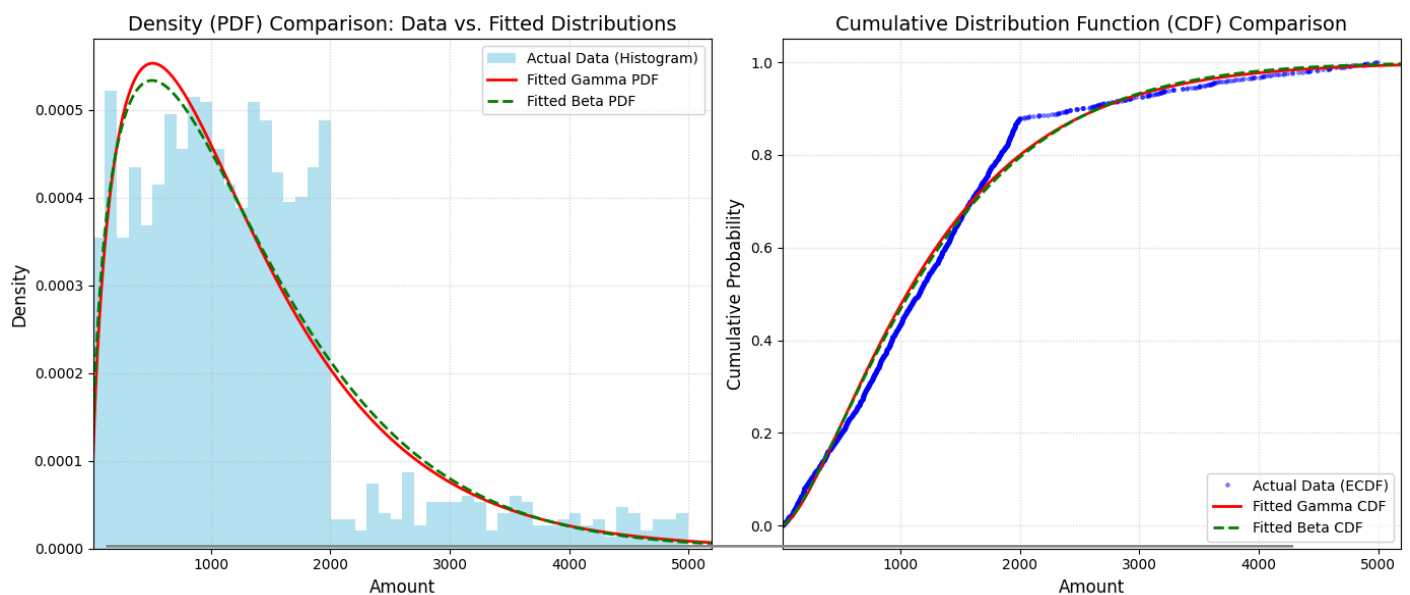 Density (PDF) Comparison: Data vs. Fitted Distributions
Actual Data (Histogram)
Fitted Gamma PDF
Fitted Beta PDF
0.0005
0.0004
0.0003
0.0002
0.0001
0.0000
Density
1000
2000
3000
4000
5000
Amount
Cumulative Distribution Function (CDF) Comparison
1.0
0.8
0.6
0.4
0.2
0.0
Cumulative Probability
Actual Data (ECDF)
Fitted Gamma CDF
Fitted Beta CDF
1000
2000
3000
4000
5000
Amount